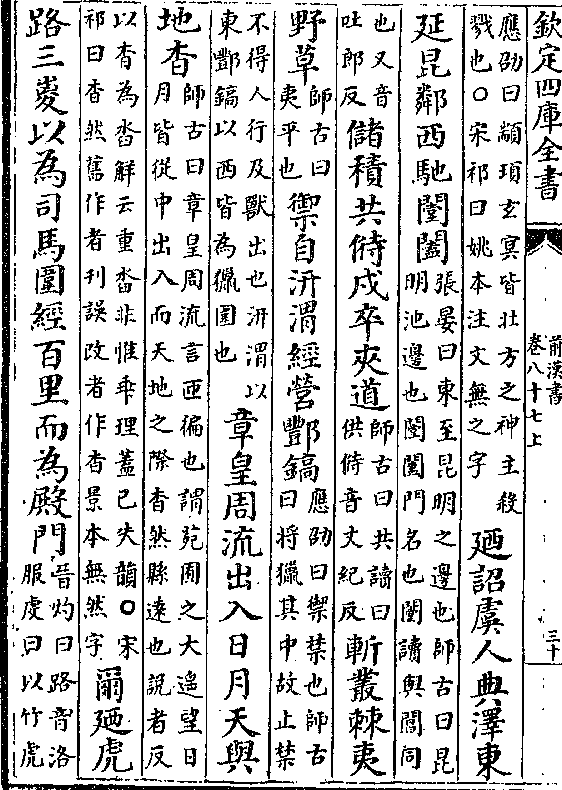 欽定四庫全書
前漢書
卷八十七上
三十
應劭曰顓頊玄冥皆北方之神主殺
戮也○宋祁曰姚本注文無之字
廼詔虞人典澤東
延昆鄰西馳闛闔
張晏曰東至昆明之邊也師古曰昆
明池邊也闛闔門名也闛讀與閶同
也又音
吐郎反
儲積共偫戍卒夾道
師古曰共讀曰
供偫音丈紀反
斬叢棘夷
野草
師古曰
夷平也
禦自汧渭經營酆鎬
應劭曰禦禁也師古
曰將獵其中故止禁
不得人行及獸出也汧渭以
東酆鎬以西皆為獵圍也
章皇周流出入日月天與
地杳
師古曰章皇周流言匝徧也謂苑囿之大遙望日
月皆從中出入而天地之際杳然縣遠也說者反
以杳為沓解云重沓非惟乖理蓋已失韻○宋
祁曰杳然舊作者刊誤改者作杳景本無然字
爾廼虎
路三嵏以為司馬圍經百里而為殿門
晉灼曰路音洛
服虔曰以竹虎